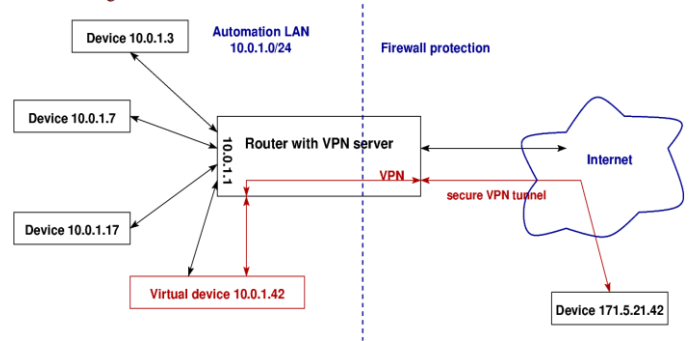 Device 10.0.1.3
Automation LAN
10.0.1.0/24
Firewall protection
Device 10.0.1.7
10.0.1.1
Router with VPN server
Internet
VPN
secure VPN tunnel
Device 10.0.1.17
Virtual device 10.0.1.42
Device 171.5.21.42